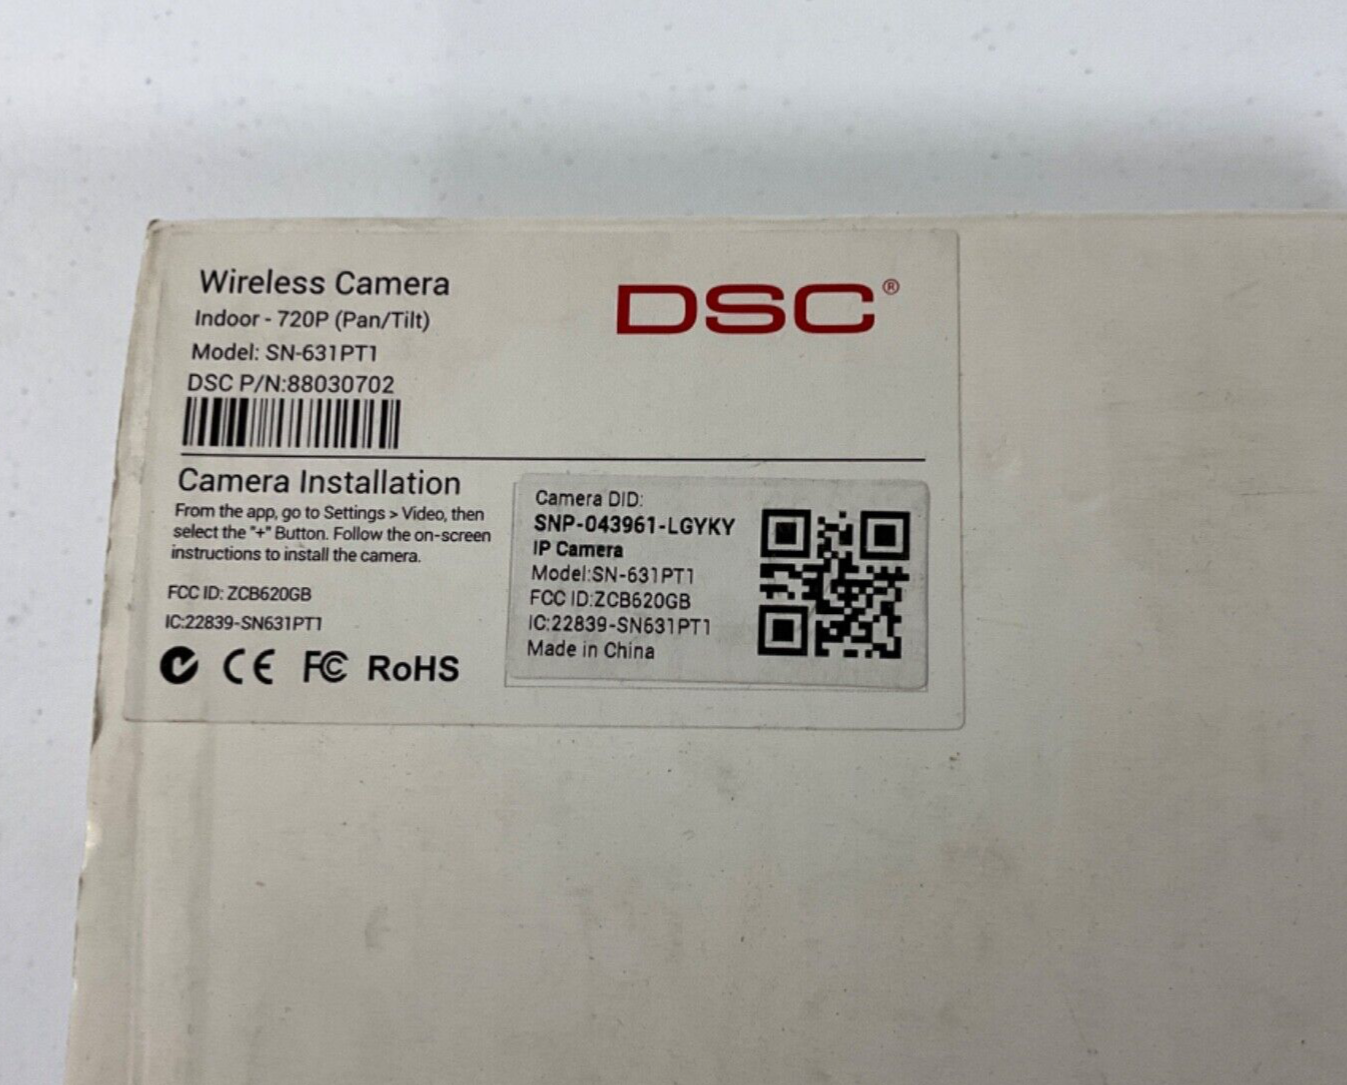 Wireless Camera
Indoor - 720P (Pan/Tilt)
Model: SN-631PT1
DSC P/N:88030702
DSC®
Camera Installation
From the app, go to Settings > Video, then
select the "+" Button. Follow the on-screen
instructions to install the camera.
FCC ID: ZCB620GB
IC:22839-SN631PT1
CE FC RoHS
Camera DID:
SNP-043961-LGYKY
IP Camera
Model:SN-631PT1
FCC ID:ZCB620GB
IC:22839-SN631PT1
Made in China